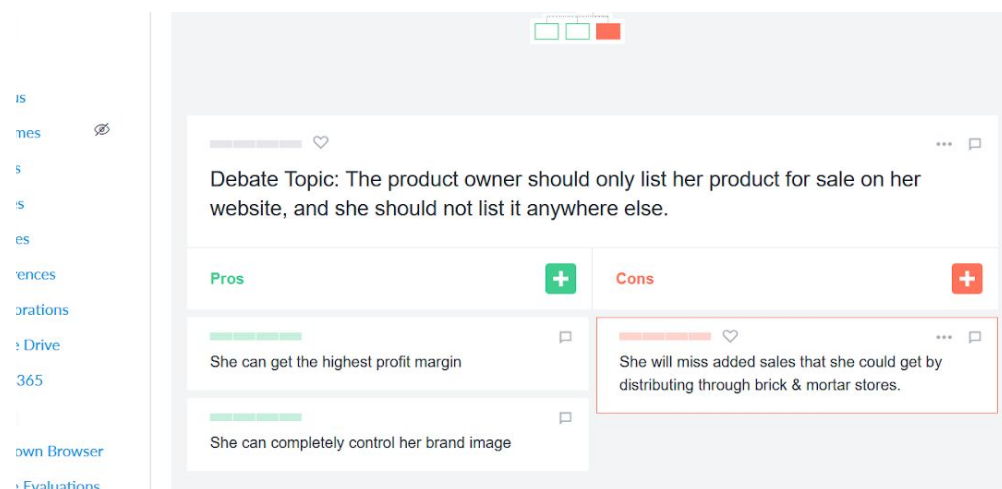 us
mes
s
es
es
rences
orations
e Drive
365
own Browser
e Evaluations
Debate Topic: The product owner should only list her product for sale on her
website, and she should not list it anywhere else.
Pros
Cons
She can get the highest profit margin
She can completely control her brand image
She will miss added sales that she could get by
distributing through brick & mortar stores.